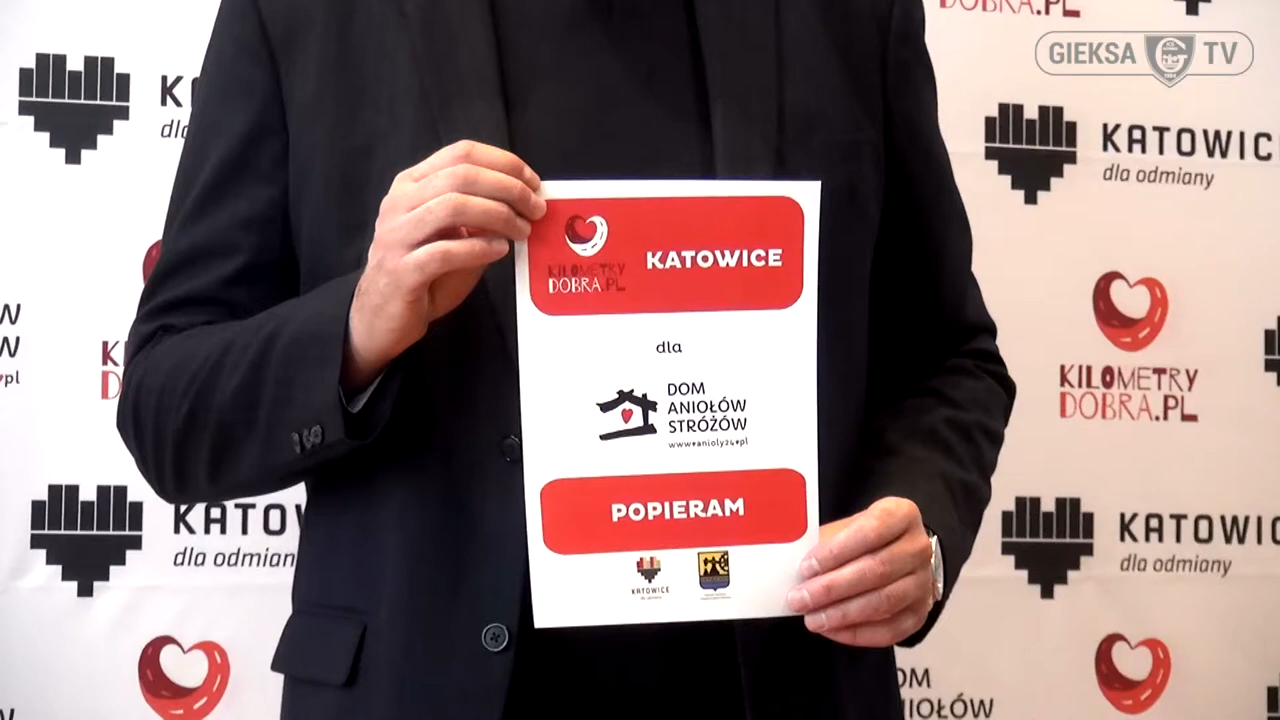 DOBRA.PL
GIEKSA TV
KATOWIC
dla odmiany
KILOMETRY
DOBRA.PL
KATOWICE
dla
DOM
ANIOŁÓW
STRÓŻÓW
www♥anioly24♥pl
POPIERAM
KATOWICE
dla odmiany
KILOMETRY
DOBRA.PL
KATOW
dla odmian
KATOWIC
dla odmiany
DOM
ANIOŁÓW